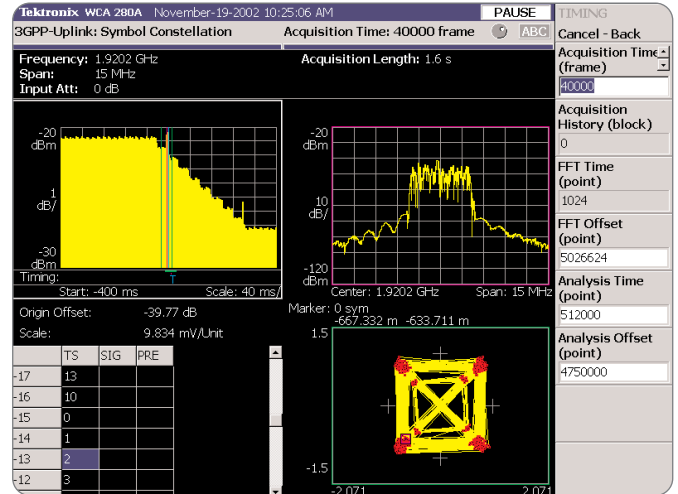 Tektronix WCA 280A November-19-2002 10:25:06 AM PAUSE TIMING
3GPP-Uplink: Symbol Constellation Acquisition Time: 40000 frame ABC Cancel - Back
Frequency: 1.9202 GHz Acquisition Length: 1.6 s
Span: 15 MHz
Input Att: 0 dB
Acquisition Time
(frame)
40000
Acquisition
History (block)
0
FFT Time
(point)
1024
FFT Offset
(point)
5026624
Analysis Time
(point)
512000
Analysis Offset
(point)
4750000
-20
dBm
1
dB/
-30
dBm
Timing:
T
Start: -400 ms Scale: 40 ms/
-20
dBm
10
dB/
-120
dBm
Center: 1.9202 GHz Span: 15 MHz
Origin Offset: -39.77 dB
Scale: 9.834 mV/Unit
Marker: 0 sym
-667.332 m -633.711 m
1.5
-1.5
-2.071 2.071
TS SIG PRE
-17 13
-16 10
-15 0
-14 1
-13 2
-12 3